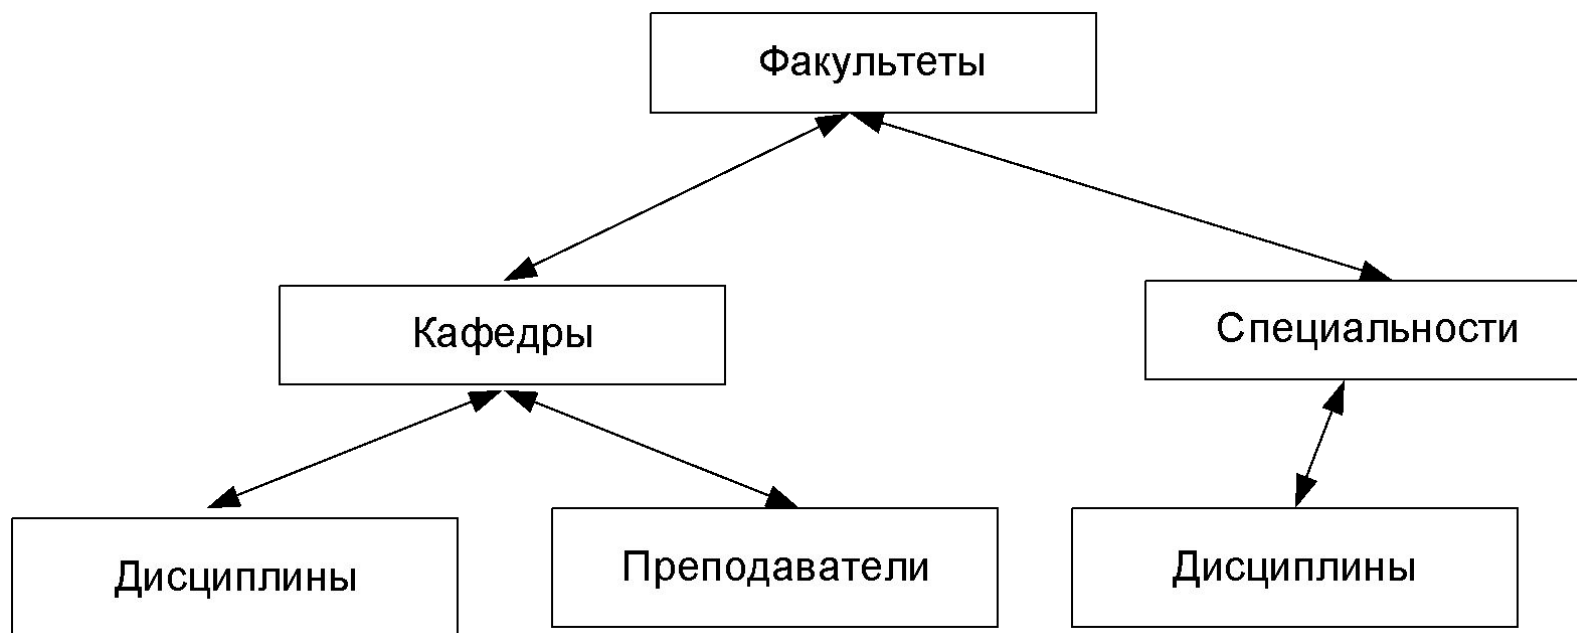 Факультеты
Кафедры
Специальности
Дисциплины
Преподаватели
Дисциплины